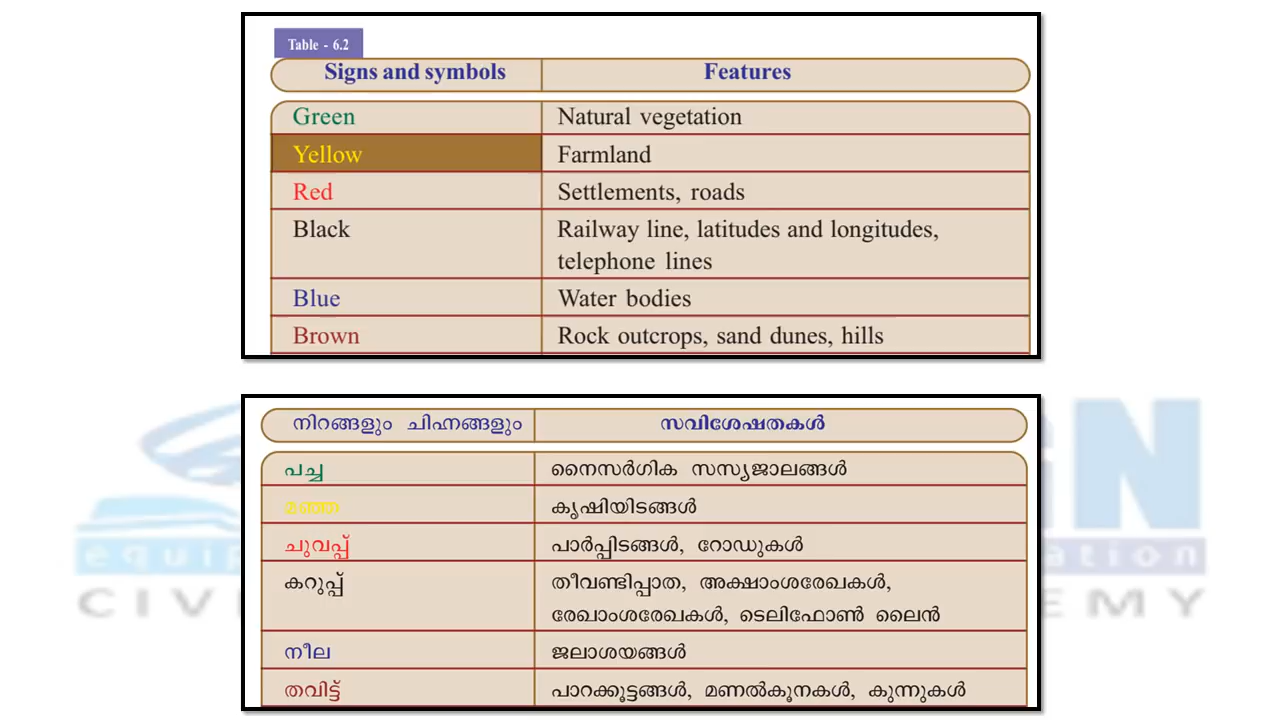 Table - 6.2
Signs and symbols Features
Green Natural vegetation
Yellow Farmland
Red Settlements, roads
Black Railway line, latitudes and longitudes,
telephone lines
Blue Water bodies
Brown Rock outcrops, sand dunes, hills
നിറങ്ങളും ചിഹ്നങ്ങളും സവിശേഷതകൾ
പച്ച നൈസർഗിക സസ്യജാലങ്ങൾ
മഞ്ഞ കൃഷിയിടങ്ങൾ
ചുവപ്പ് പാർപ്പിടങ്ങൾ, റോഡുകൾ
കറുപ്പ് തീവണ്ടിപ്പാത, അക്ഷാംശരേഖകൾ,
രേഖാംശരേഖകൾ, ടെലിഫോൺ ലൈൻ
നീല ജലാശയങ്ങൾ
തവിട്ട് പാറക്കൂട്ടങ്ങൾ, മണൽകൂനകൾ, കുന്നുകൾ